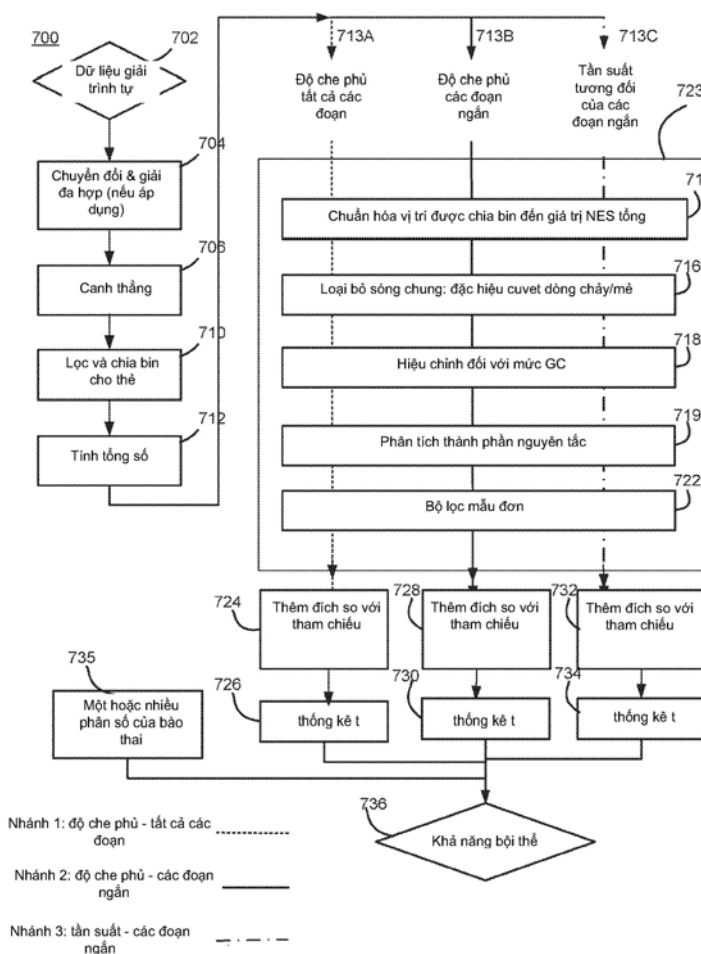 700
702
Dữ liệu giải
trình tự
704
Chuyển đổi & giải
đa hợp (nếu áp
dụng)
706
Canh thẳng
710
Lọc và chia bin
cho thẻ
712
Tính tổng số
713A
713B
713C
Độ che phủ
tất cả các
đoạn
Độ che phủ
các đoạn
ngắn
Tần suất
tương đối
của các
đoạn ngắn
723
71
Chuẩn hóa vị trí được chia bin đến giá trị NES tổng
716
Loại bỏ sóng chung: đặc hiệu cuvet dòng chảy/mẻ
718
Hiệu chỉnh đối với mức GC
719
Phân tích thành phần nguyên tắc
722
Bộ lọc mẫu đơn
724
Thêm đích so với
tham chiếu
728
Thêm đích so với
tham chiếu
732
Thêm đích so với
tham chiếu
735
Một hoặc nhiều
phân số của bào
thai
726
thống kê t
730
thống kê t
734
thống kê t
736
Khả năng bội thể
Nhánh 1: độ che phủ - tất cả các
đoạn
Nhánh 2: độ che phủ - các đoạn
ngắn
Nhánh 3: tần suất - các đoạn
ngắn